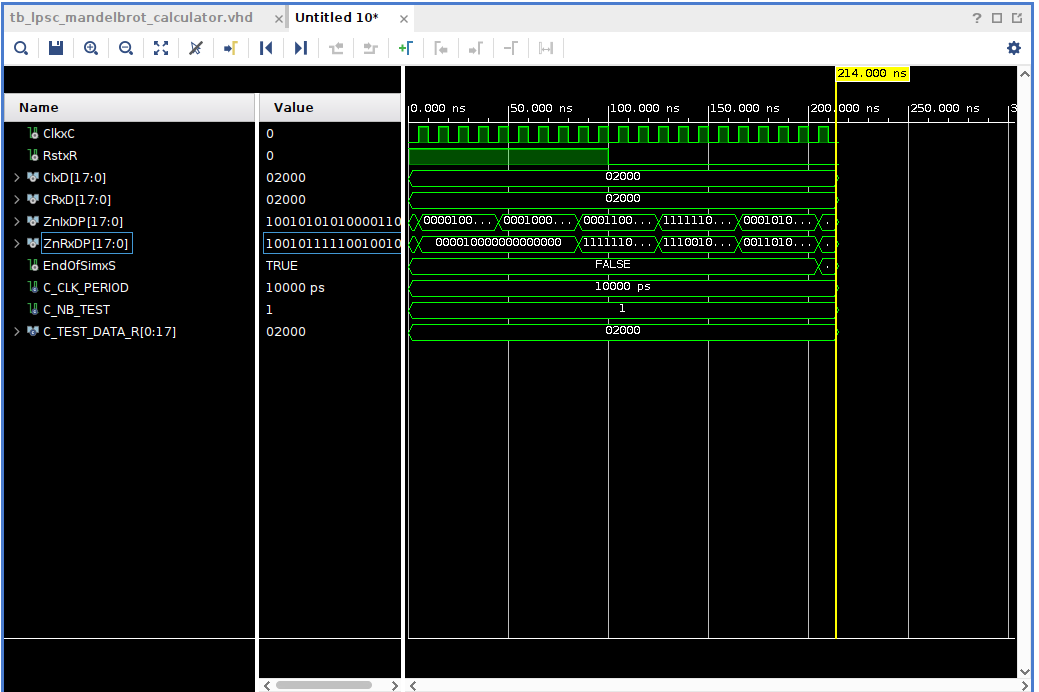 tb_lpsc_mandelbrot_calculator.vhd × Untitled 10* × ?
214.000 ns
Name Value 0.000 ns 50.000 ns 100.000 ns 150.000 ns 200.000 ns 250.000 ns 3
ClkxC 0
RstxR 0
CIxD[17:0] 02000 02000
CRxD[17:0] 02000 02000
ZnIxDP[17:0] 10010101010000110 0000100... 0001000... 0001100... 1111110... 0001010... .
ZnRxDP[17:0] 10010111110010010 000010000000000000 1111110... 1110010... 0011010... .
EndOfSimxS TRUE FALSE .
C_CLK_PERIOD 10000 ps 10000 ps
C_NB_TEST 1 1
C_TEST_DATA_R[0:17] 02000 02000